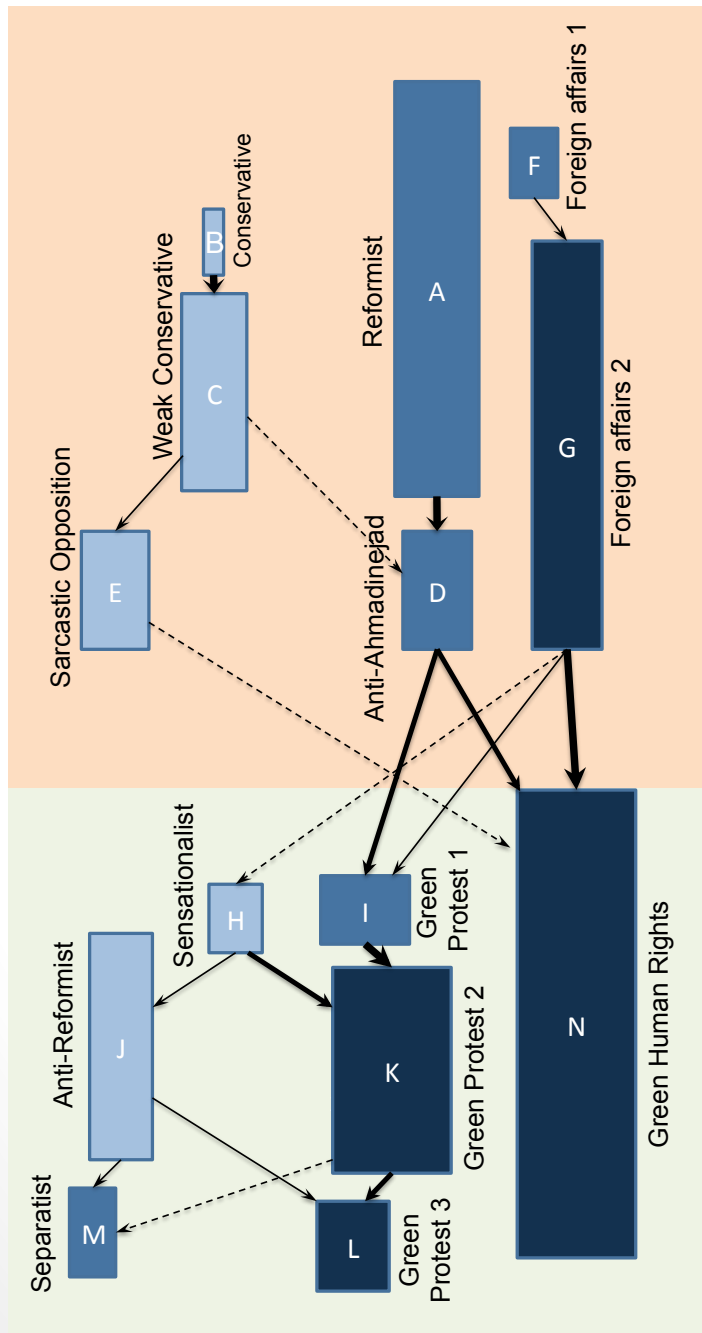 B
Conservative
Weak Conservative
C
Sarcastic Opposition
E
Reformist
A
Anti-Ahmadinejad
D
F
Foreign affairs 1
G
Foreign affairs 2
Sensationalist
H
Anti-Reformist
J
I
Green
Protest 1
K
Green Protest 2
Separatist
M
L
Green
Protest 3
N
Green Human Rights